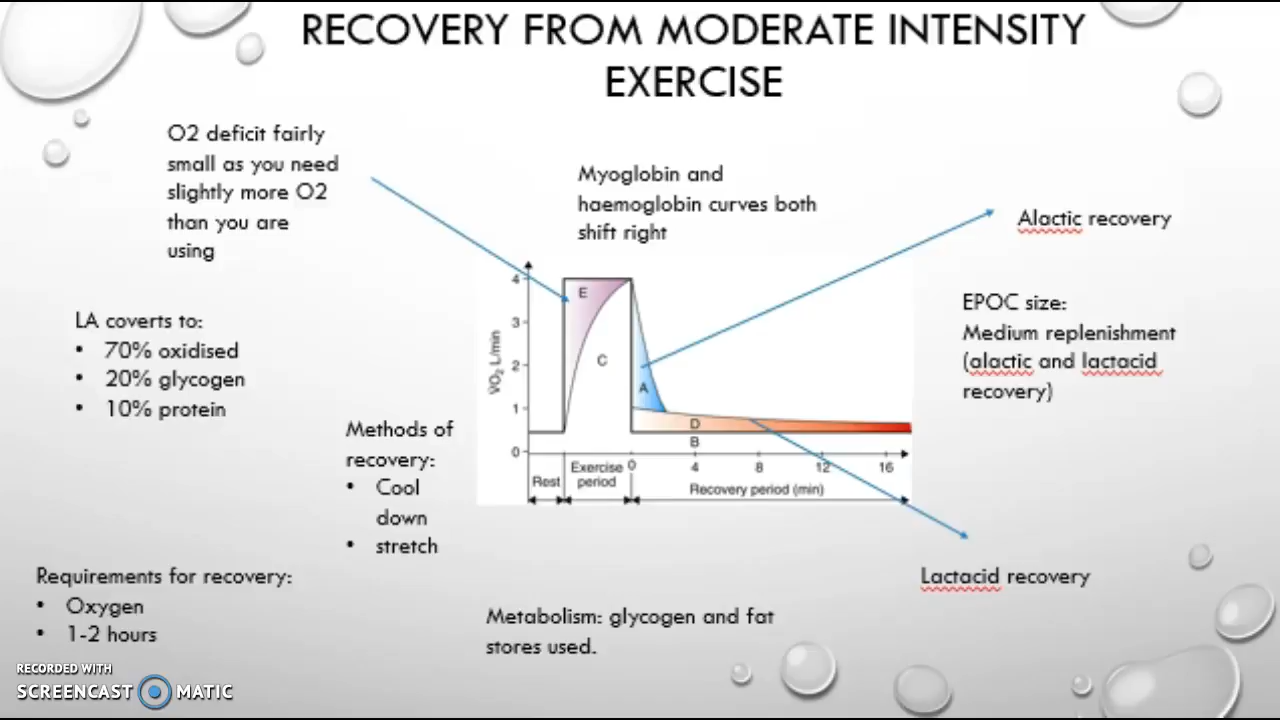 RECOVERY FROM MODERATE INTENSITY
EXERCISE
O2 deficit fairly
small as you need
slightly more O2
than you are
using
Myoglobin and
haemoglobin curves both
shift right
Alactic recovery
EPOC size:
Medium replenishment
(alactic and lactacid
recovery)
LA coverts to:
• 70% oxidised
• 20% glycogen
• 10% protein
Methods of
recovery:
• Cool
down
• stretch
V̇O2 L/min
4
3
2
1
0
E
C
A
D
B
Rest
Exercise
period
0
4
8
12
16
Recovery period (min)
Requirements for recovery:
• Oxygen
• 1-2 hours
Lactacid recovery
Metabolism: glycogen and fat
stores used.
RECORDED WITH
SCREENCAST MATIC